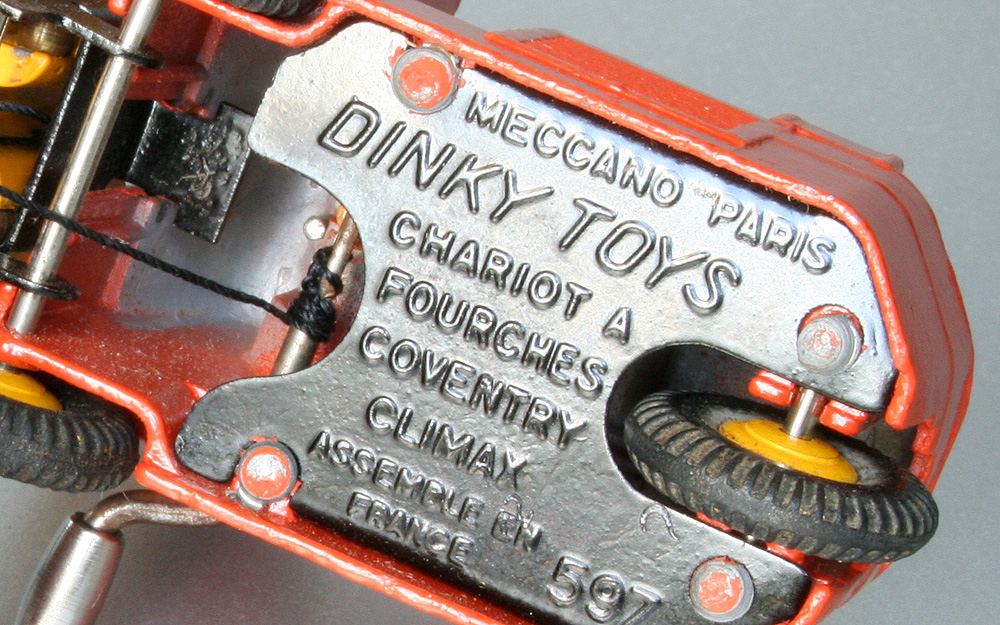 MECCANO PARIS
DINKY TOYS
CHARIOT A
FOURCHES
COVENTRY
CLIMAX
ASSEMBLE EN
FRANCE
597